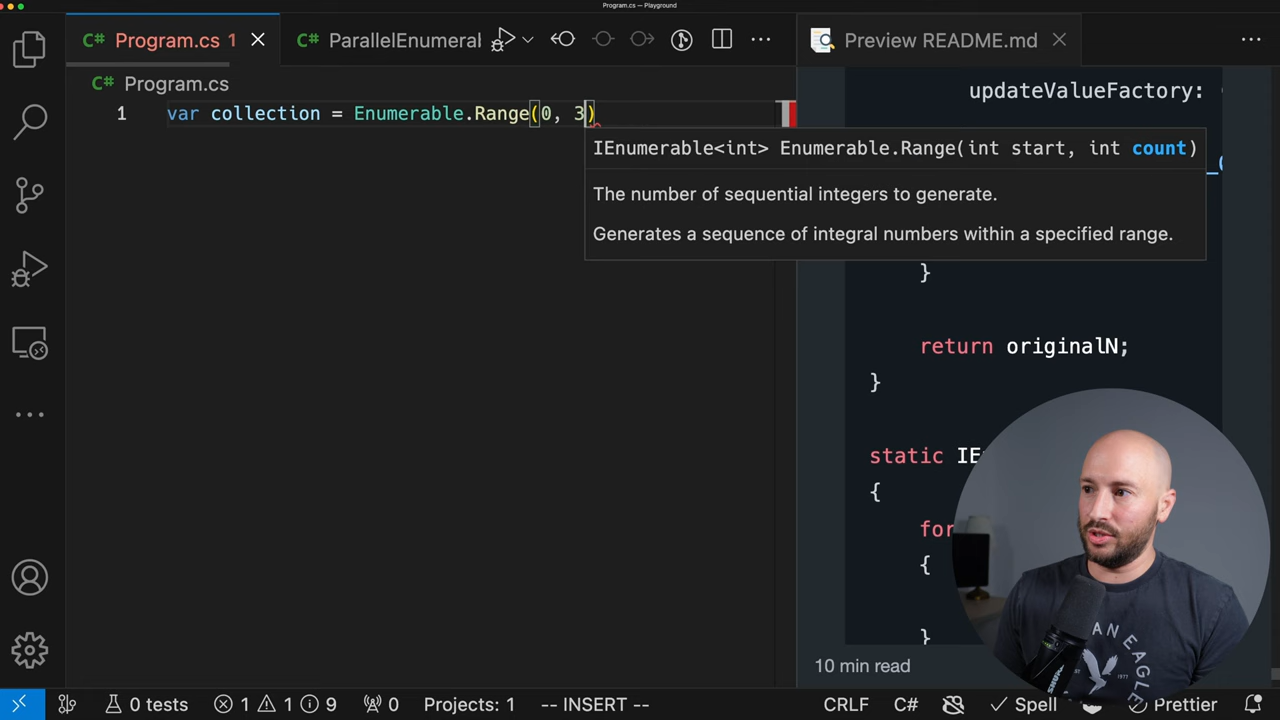 Program.cs — Playground
C# Program.cs 1
C# ParallelEnumeral
Preview README.md
C# Program.cs
1 var collection = Enumerable.Range(0, 3)
IEnumerable<int> Enumerable.Range(int start, int count)
The number of sequential integers to generate.
Generates a sequence of integral numbers within a specified range.
updateValueFactory:
}
return originalN;
}
static IE
{
for
{
}
10 min read
AN EAGLE
1977
0 tests
1 1 9
0
Projects: 1
-- INSERT --
CRLF
C#
Spell
Prettier